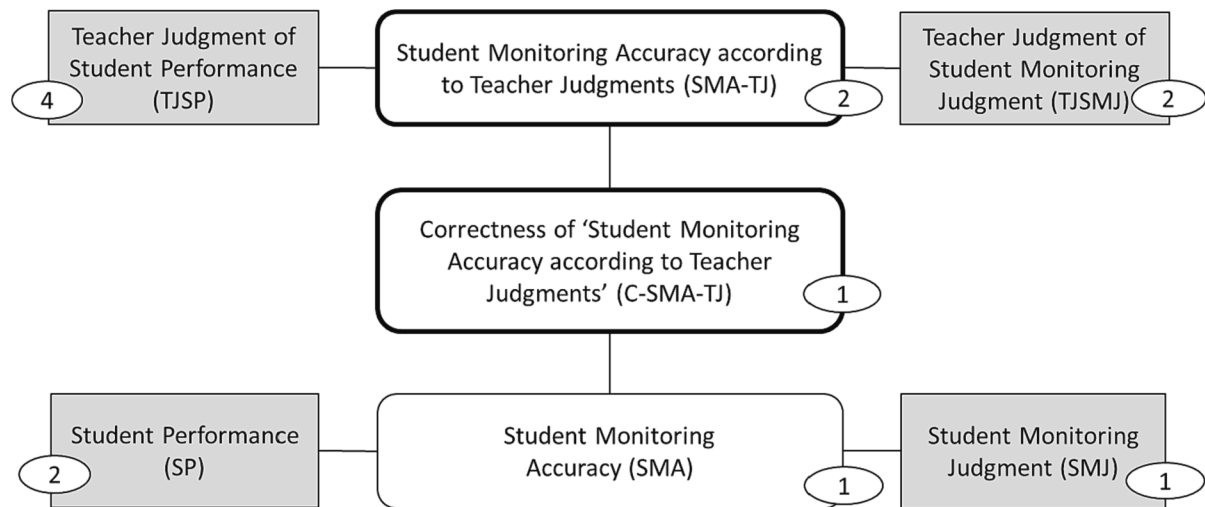 Teacher Judgment of
Student Performance
(TJSP)
4
Student Monitoring Accuracy according
to Teacher Judgments (SMA-TJ)
2
Teacher Judgment of
Student Monitoring
Judgment (TJSMJ)
2
Correctness of ‘Student Monitoring
Accuracy according to Teacher
Judgments’ (C-SMA-TJ)
1
Student Performance
(SP)
2
Student Monitoring
Accuracy (SMA)
1
Student Monitoring
Judgment (SMJ)
1